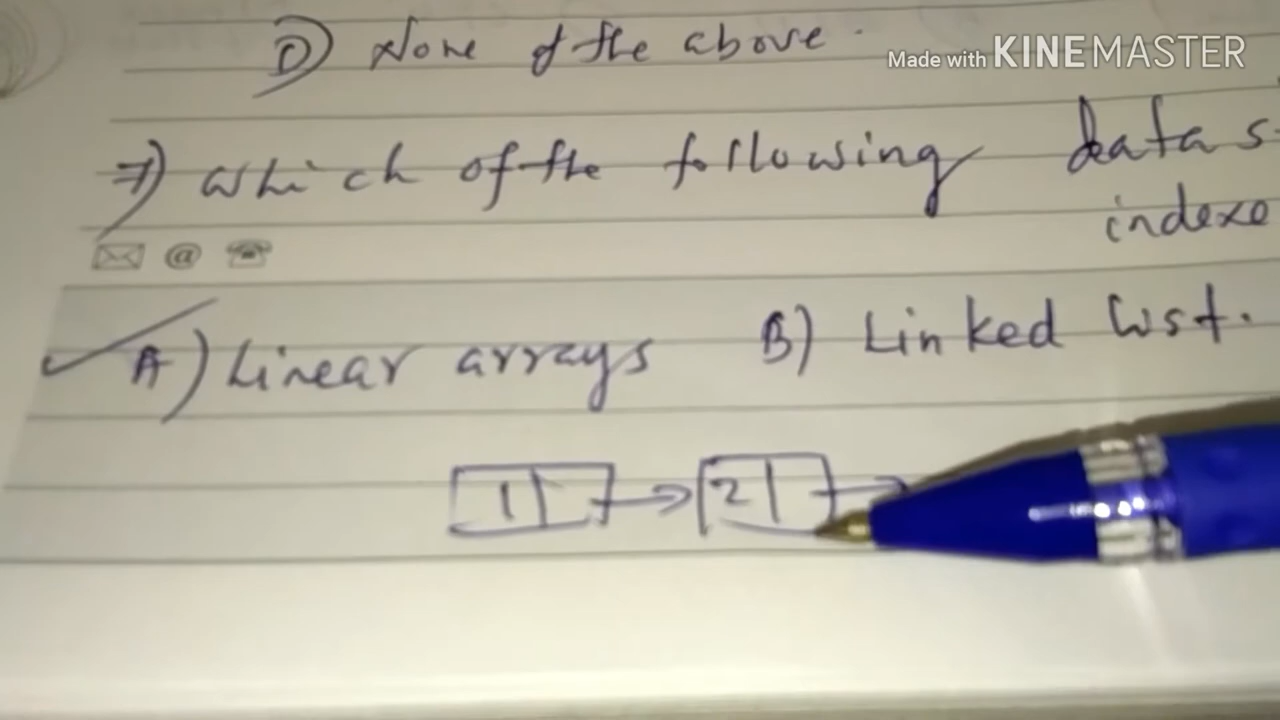 D) None of the above.
Made with KINEMASTER
7) Which of the following data s
indexe
A) Linear arrays B) Linked List.
1 2